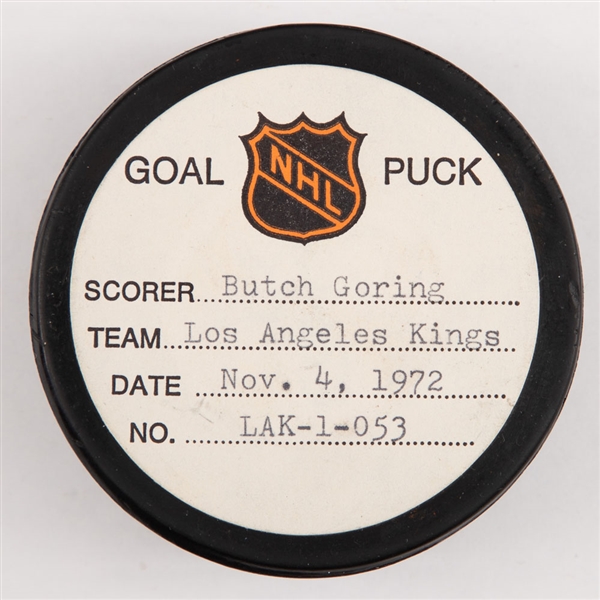 GOAL NHL PUCK
SCORER Butch Goring
TEAM Los Angeles Kings
DATE Nov. 4, 1972
NO. LAK-1-053